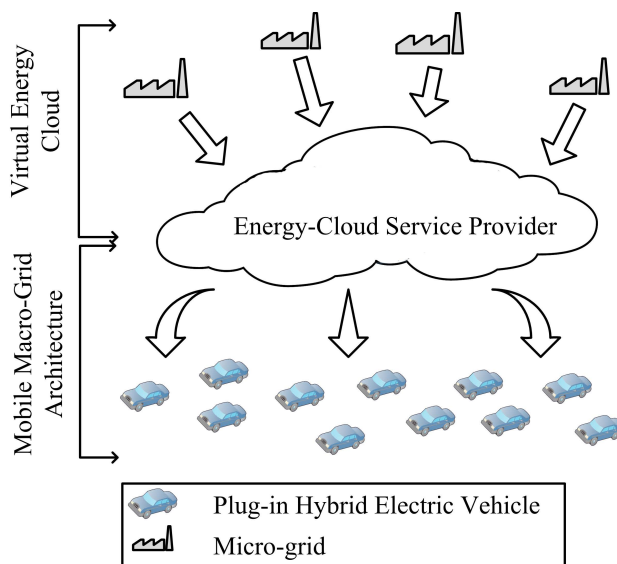 Virtual Energy
Cloud
Energy-Cloud Service Provider
Mobile Macro-Grid
Architecture
Plug-in Hybrid Electric Vehicle
Micro-grid